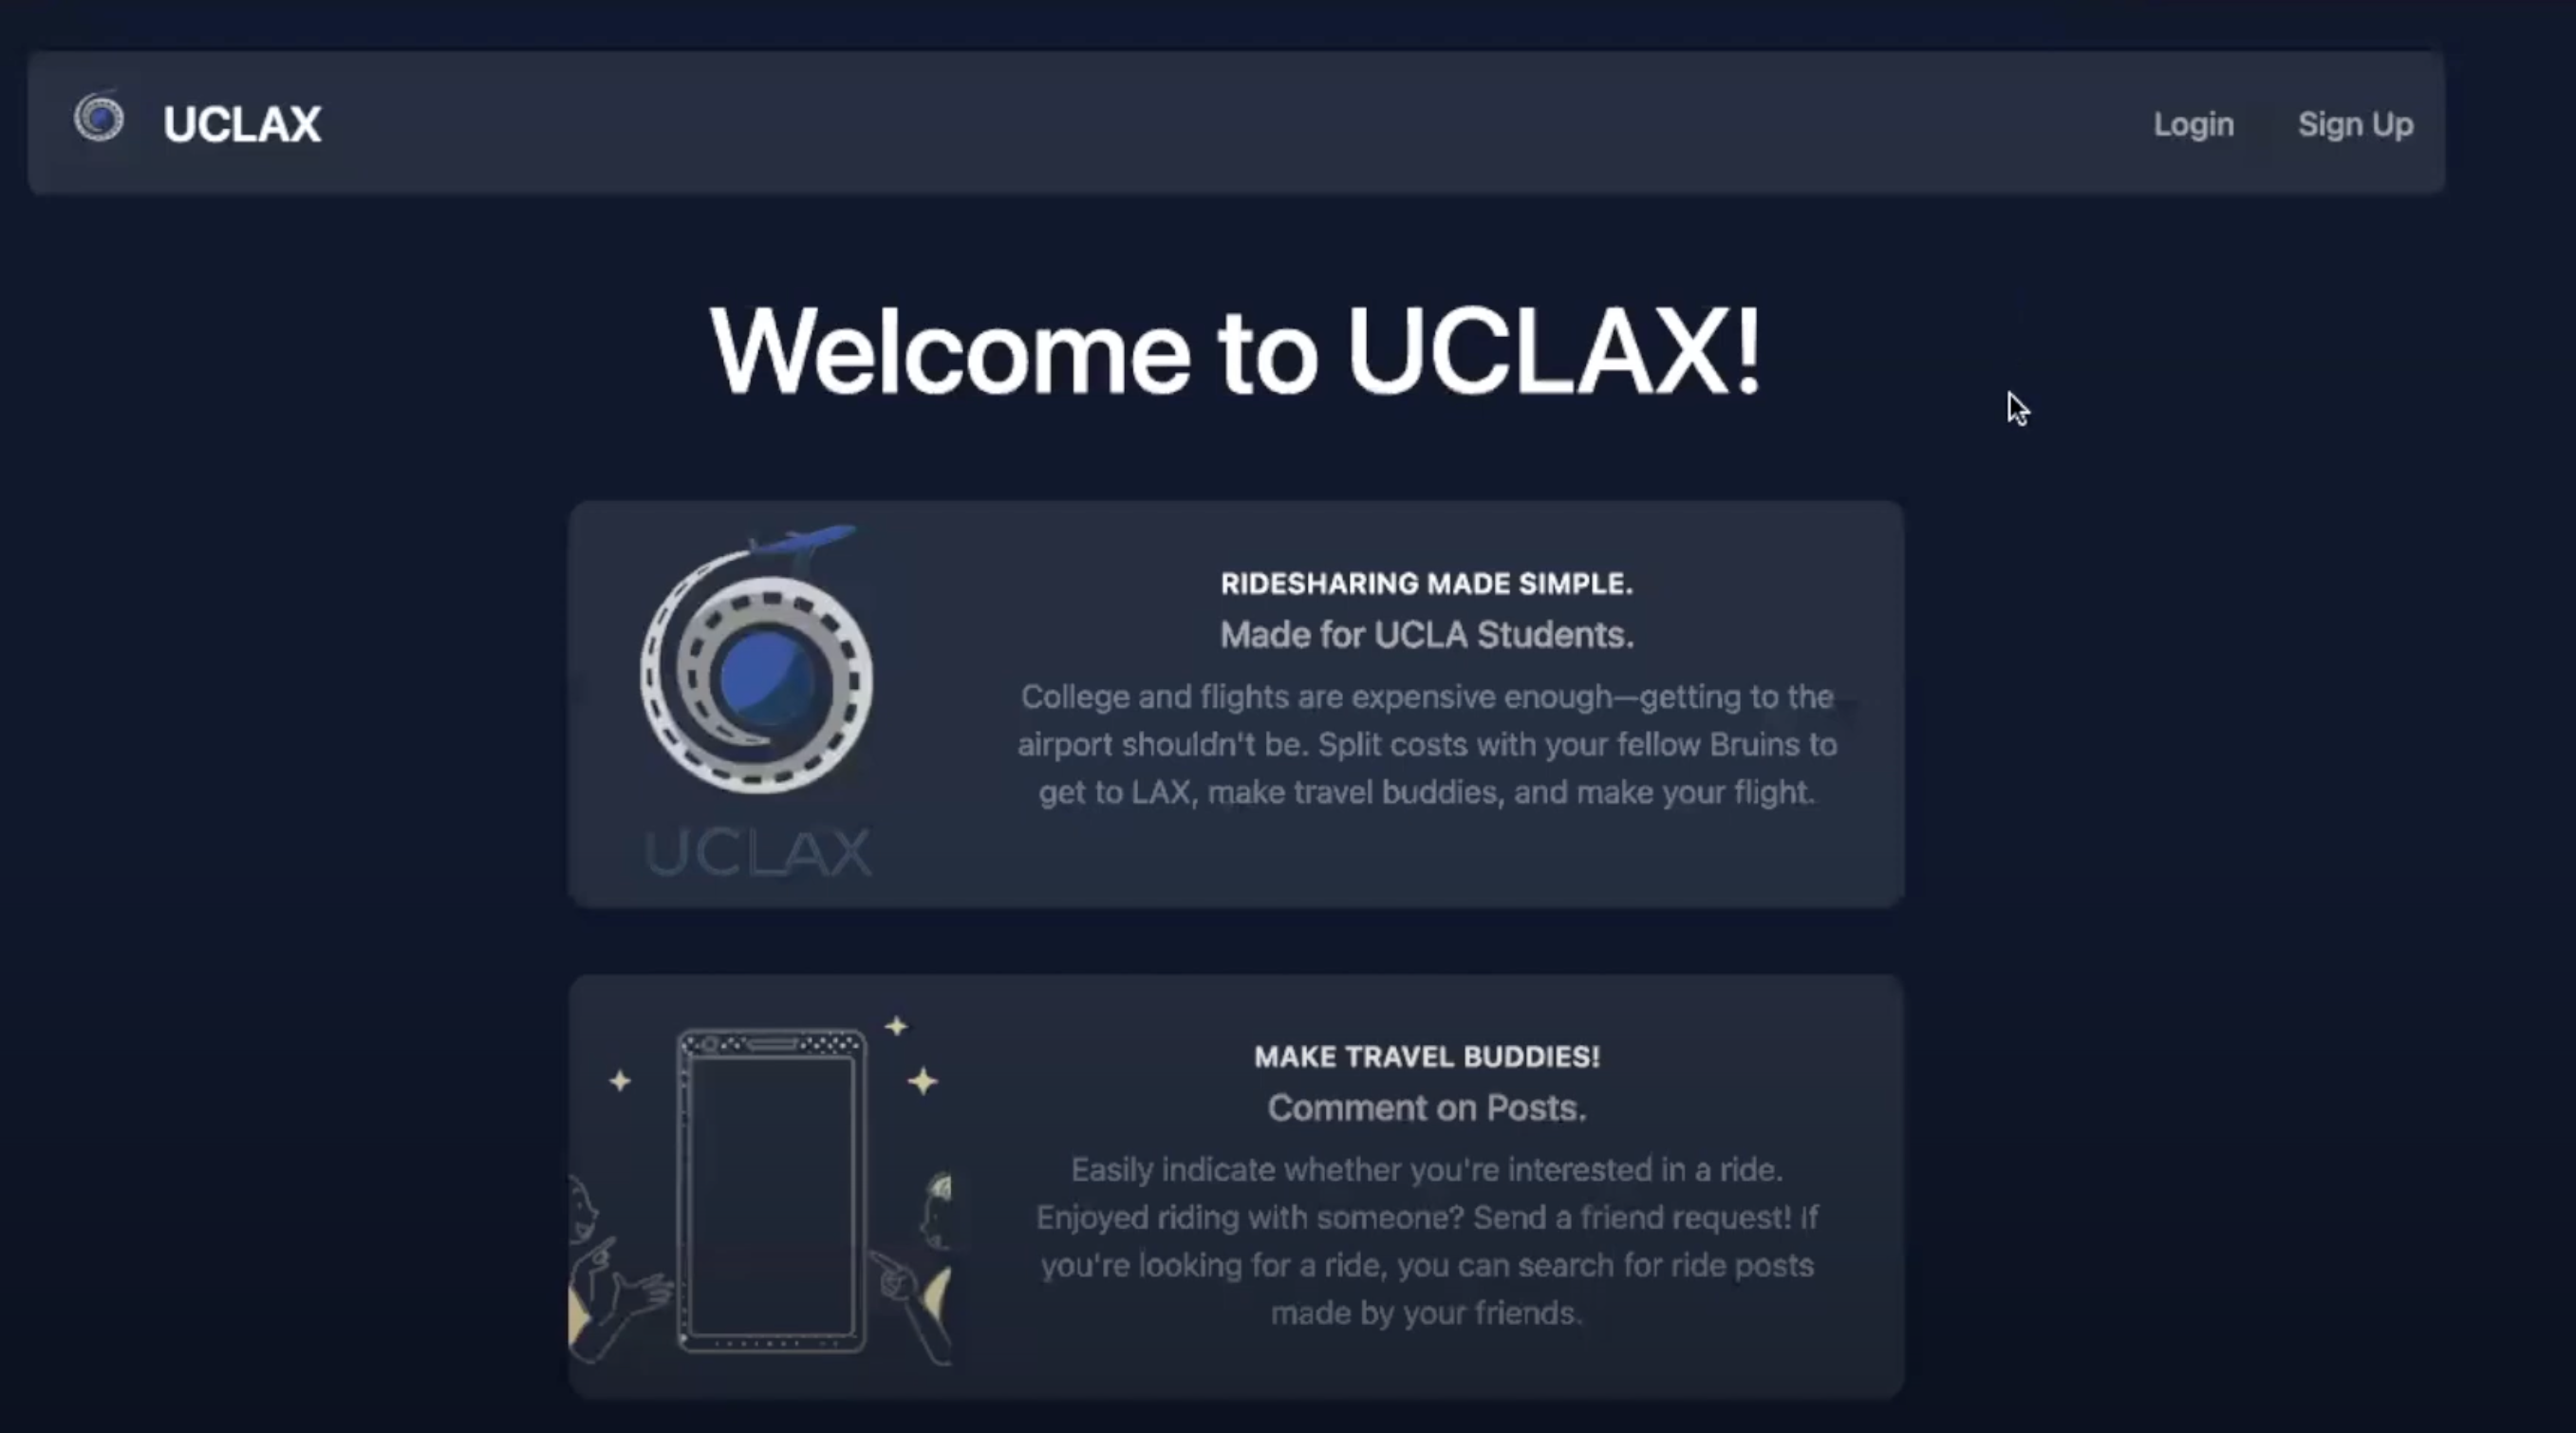 UCLAX
Login
Sign Up
Welcome to UCLAX!
RIDESHARING MADE SIMPLE.
Made for UCLA Students.
College and flights are expensive enough—getting to the
airport shouldn't be. Split costs with your fellow Bruins to
get to LAX, make travel buddies, and make your flight.
UCLAX
MAKE TRAVEL BUDDIES!
Comment on Posts.
Easily indicate whether you're interested in a ride.
Enjoyed riding with someone? Send a friend request! If
you're looking for a ride, you can search for ride posts
made by your friends.